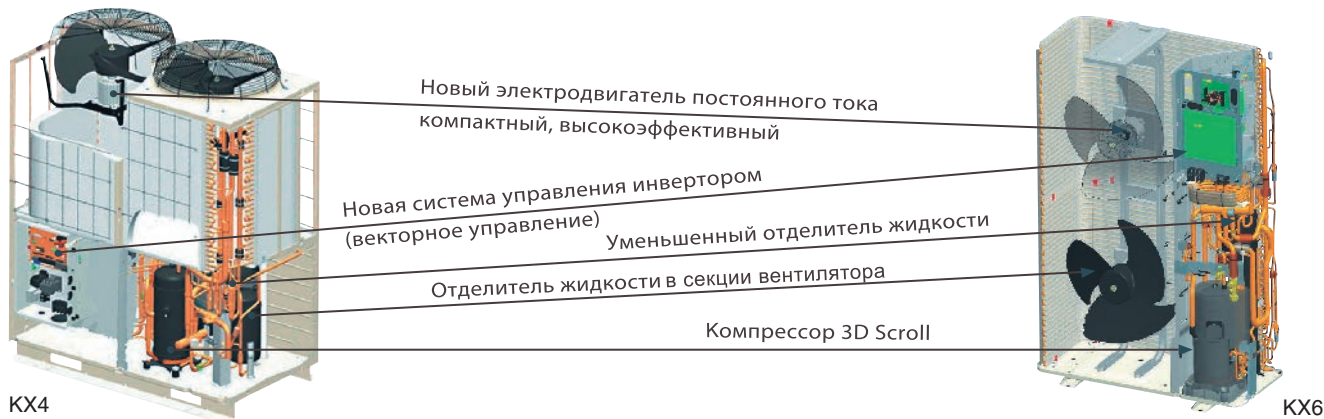 Новый электродвигатель постоянного тока
компактный, высокоэффективный
Новая система управления инвертором
(векторное управление)
Уменьшенный отделитель жидкости
Отделитель жидкости в секции вентилятора
Компрессор 3D Scroll
KX4
KX6